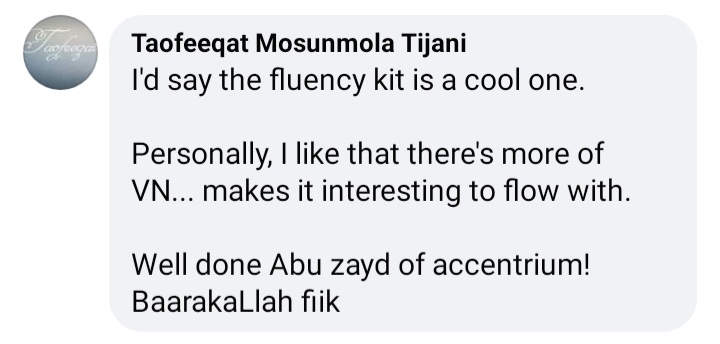 Taofeeqat
Taofeeqat Mosunmola Tijani
I'd say the fluency kit is a cool one.
Personally, I like that there's more of
VN... makes it interesting to flow with.
Well done Abu zayd of accentrium!
BaarakaLlah fiik